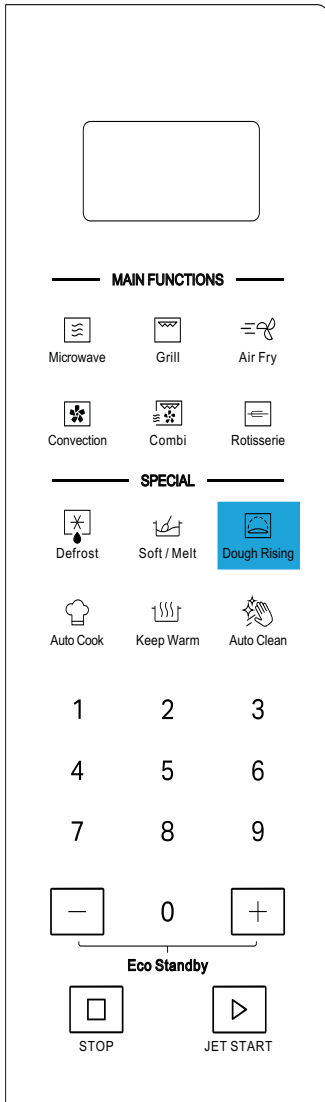 MAIN FUNCTIONS
Microwave Grill Air Fry
Convection Combi Rotisserie
SPECIAL
Defrost Soft / Melt Dough Rising
Auto Cook Keep Warm Auto Clean
1 2 3
4 5 6
7 8 9
− 0 +
Eco Standby
STOP JET START